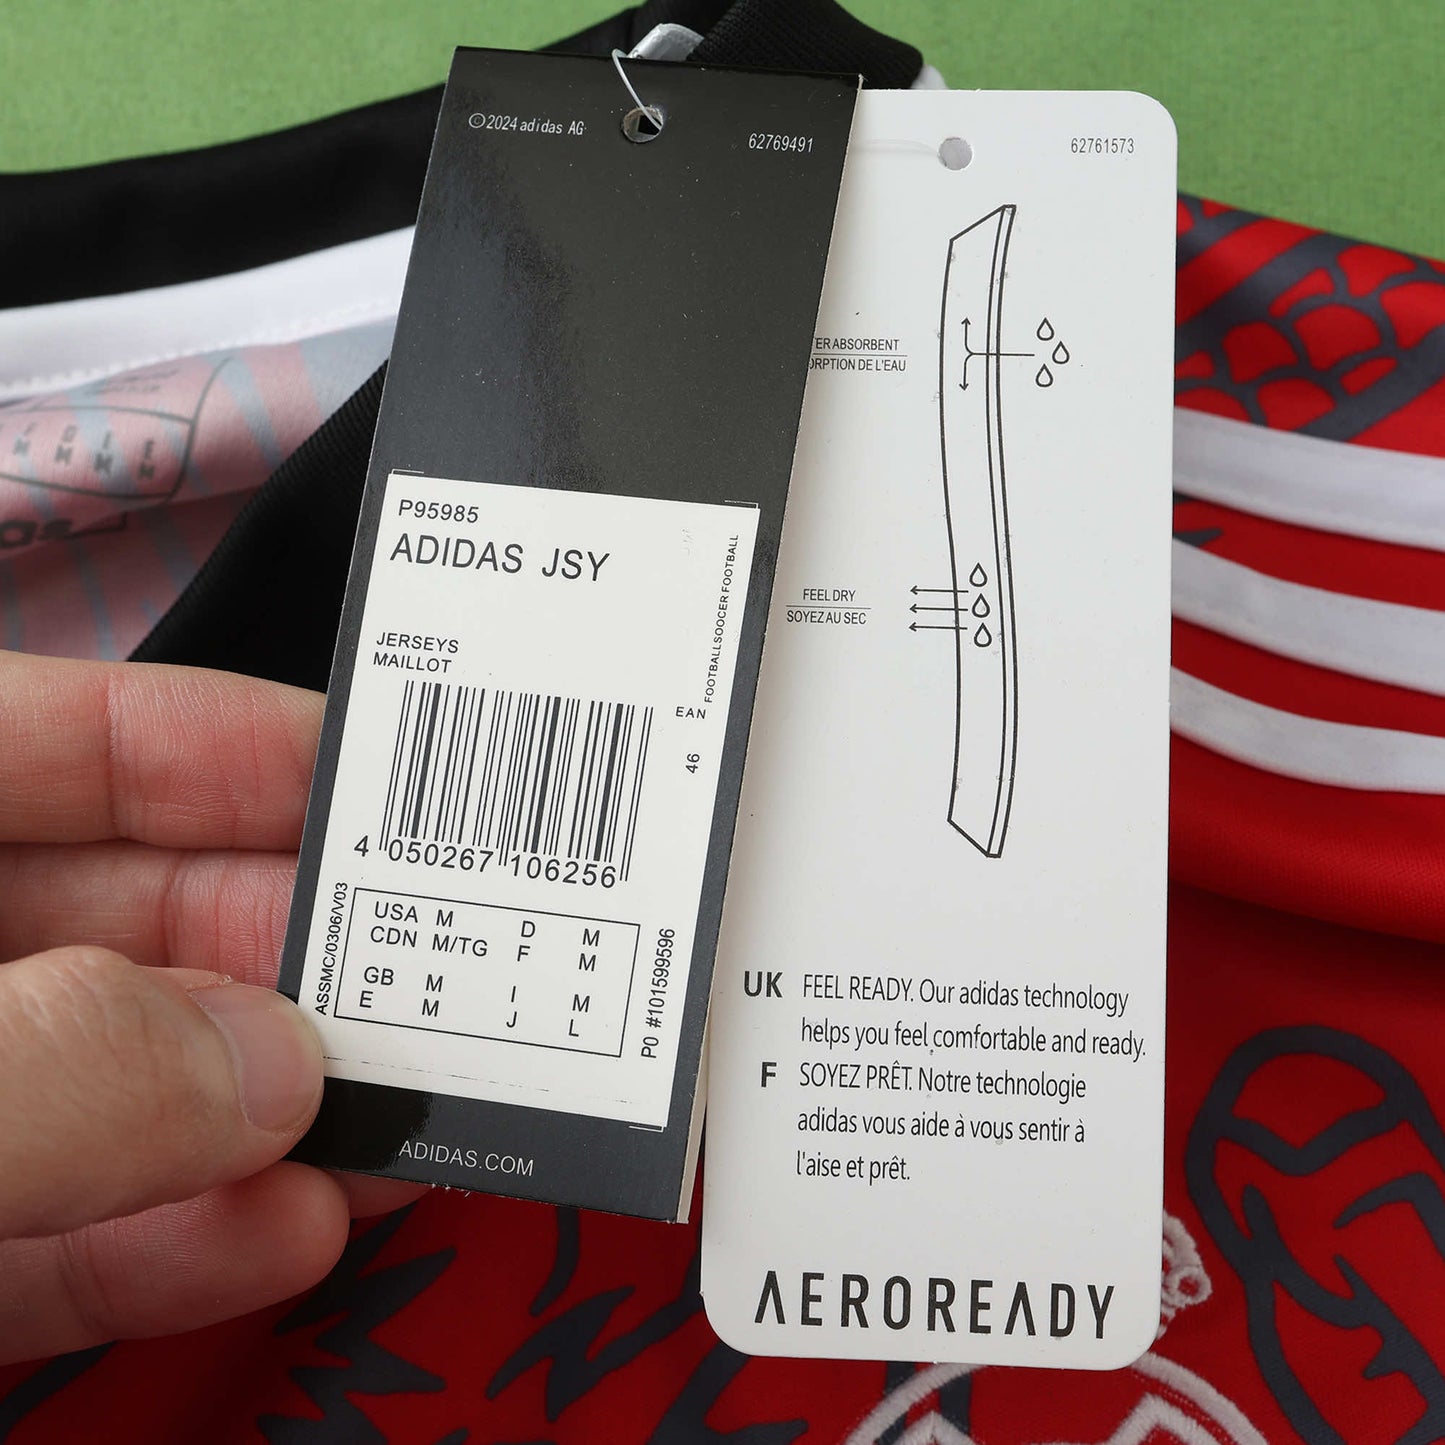 ©2024 adidas AG
62769491
P95985
ADIDAS JSY
JERSEYS
MAILLOT
FOOTBALLSOCCER FOOTBALL
EAN
46
4 050267 106256
ASSMC/0306/V03
USA M D M
CDN M/TG F M
GB M I M
E M J L
PO #101599596
ADIDAS.COM
62761573
TER ABSORBENT
ORPTION DE L'EAU
FEEL DRY
SOYEZ AU SEC
UK FEEL READY. Our adidas technology
helps you feel comfortable and ready.
F SOYEZ PRÊT. Notre technologie
adidas vous aide à vous sentir à
l'aise et prêt.
AEROREADY